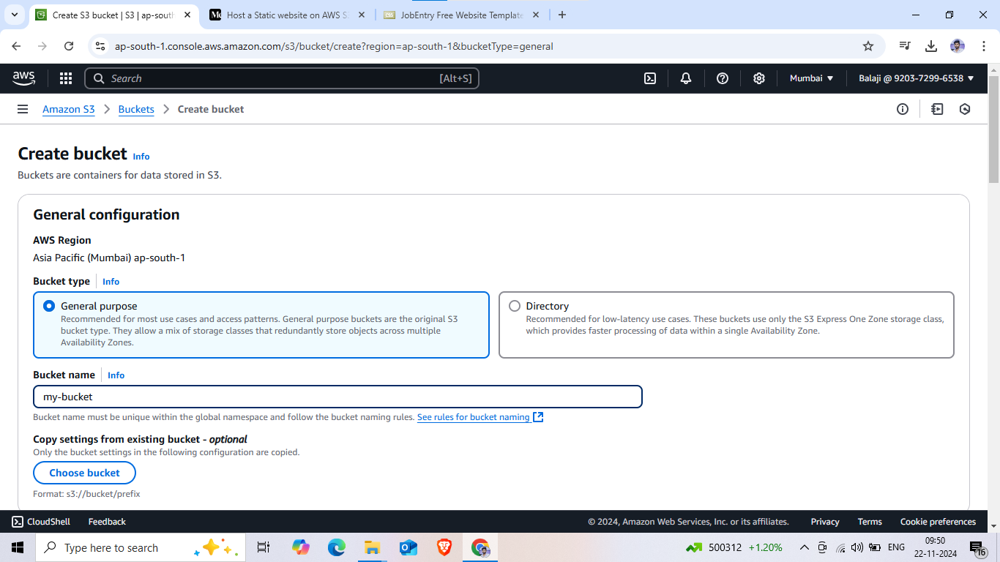 Create S3 bucket | S3 | ap-south
Host a Static website on AWS S
JobEntry Free Website Template
ap-south-1.console.aws.amazon.com/s3/bucket/create?region=ap-south-1&bucketType=general
aws
Search
[Alt+S]
Mumbai
Balaji @ 9203-7299-6538
Amazon S3
Buckets
Create bucket
Create bucket Info
Buckets are containers for data stored in S3.
General configuration
AWS Region
Asia Pacific (Mumbai) ap-south-1
Bucket type Info
General purpose
Recommended for most use cases and access patterns. General purpose buckets are the original S3
bucket type. They allow a mix of storage classes that redundantly store objects across multiple
Availability Zones.
Directory
Recommended for low-latency use cases. These buckets use only the S3 Express One Zone storage class,
which provides faster processing of data within a single Availability Zone.
Bucket name Info
my-bucket
Bucket name must be unique within the global namespace and follow the bucket naming rules. See rules for bucket naming
Copy settings from existing bucket - optional
Only the bucket settings in the following configuration are copied.
Choose bucket
Format: s3://bucket/prefix
CloudShell
Feedback
© 2024, Amazon Web Services, Inc. or its affiliates.
Privacy
Terms
Cookie preferences
Type here to search
500312 +1.20%
ENG
09:50
22-11-2024
16